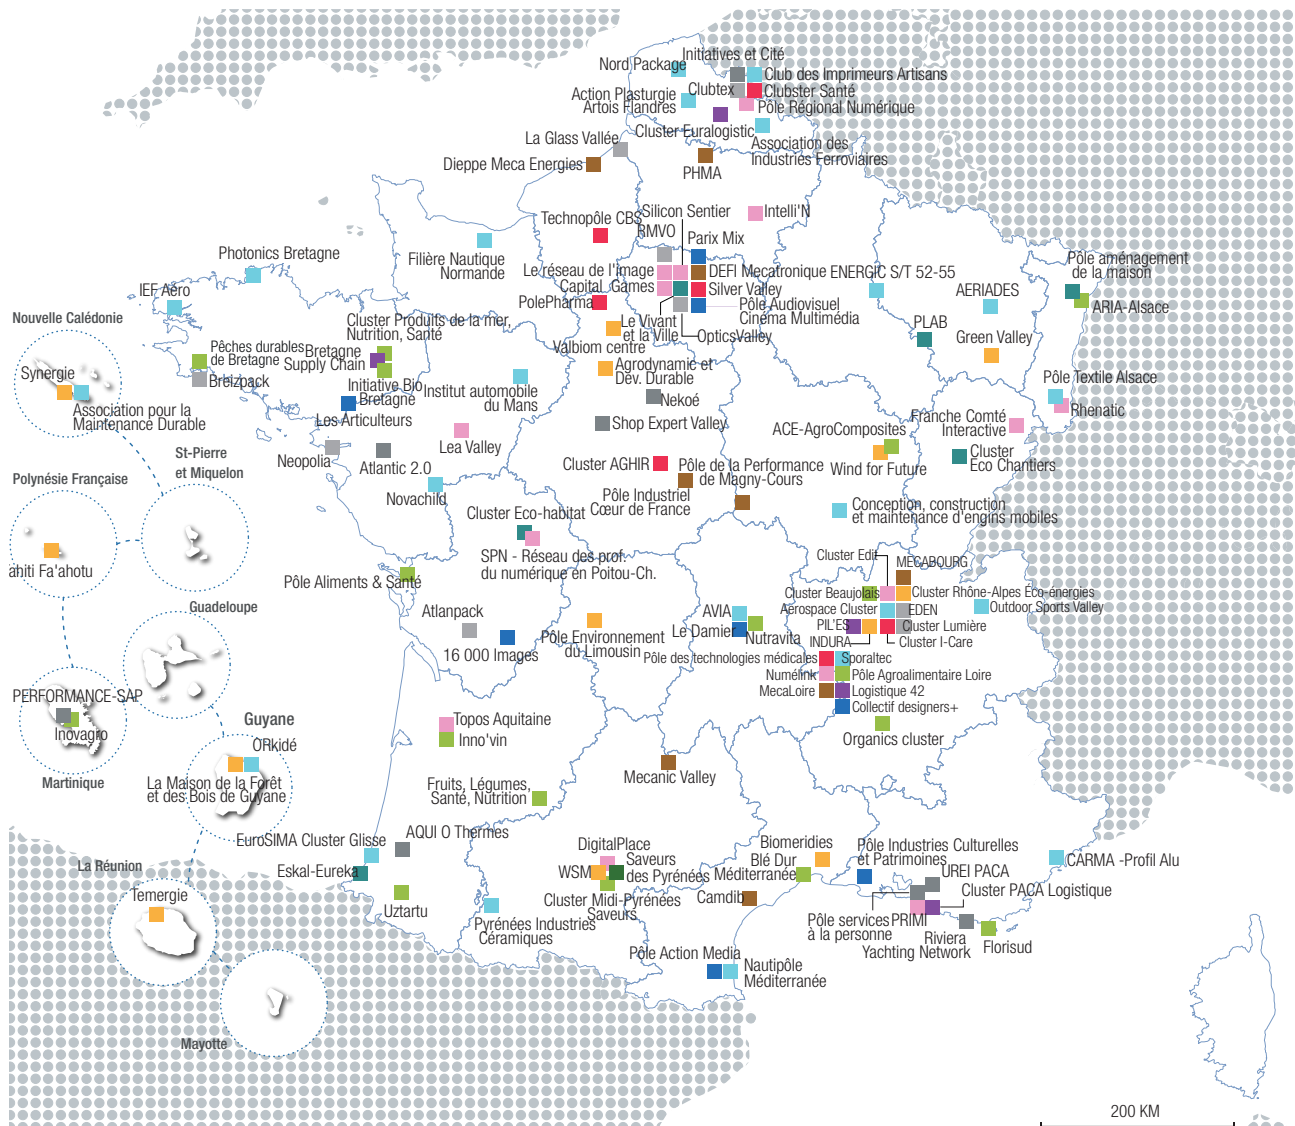 Initiatives et Cité
Nord Package
Club des Imprimeurs Artisans
Action Plasturgie
Artois Flandres
Clubtex
Clubster Santé
Pôle Régional Numérique
Cluster Euralogistic
La Glass Vallée
Association des
Industries Ferroviaires
Dieppe Meca Energies
PHMA
Technopôle CBS
Silicon Sentier
RMVO
Intelli'N
Parix Mix
Photonics Bretagne
Filière Nautique
Normande
Le réseau de l'image
DEFI Mecatronique
ENERGIC S/T 52-55
Pôle aménagement
de la maison
IEF Aéro
Capital Games
Silver Valley
AERIADES
ARIA-Alsace
PolePharma
Pôle Audiovisuel
Cinéma Multimédia
Nouvelle Calédonie
Cluster Produits de la mer,
Nutrition, Santé
Le Vivant
et la Ville
OpticsValley
PLAB
Green Valley
Valbiom centre
Pêches durables
de Bretagne
Bretagne
Supply Chain
Agrodynamic et
Dév. Durable
Synergie
Breizpack
Initiative Bio
Bretagne
Institut automobile
du Mans
Nekoé
Pôle Textile Alsace
Rhenatic
Association pour la
Maintenance Durable
Les Articulteurs
Shop Expert Valley
Franche Comté
Interactive
ACE-AgroComposites
Lea Valley
St-Pierre
et Miquelon
Neopolia
Atlantic 2.0
Cluster AGHIR
Pôle de la Performance
de Magny-Cours
Wind for Future
Cluster
Eco Chantiers
Polynésie Française
Novachild
Pôle Industriel
Cœur de France
Conception, construction
et maintenance d'engins mobiles
Cluster Eco-habitat
SPN - Réseau des prof.
du numérique en Poitou-Ch.
ahiti Fa'ahotu
Cluster Edit
MECABOURG
Pôle Aliments & Santé
Cluster Beaujolais
Cluster Rhône-Alpes Éco-énergies
Guadeloupe
Atlanpack
AVIA
Aerospace Cluster
EDEN
Outdoor Sports Valley
Le Damier
Nutravita
PIL'ES
Cluster Lumière
16 000 Images
Pôle Environnement
du Limousin
INDURA
Cluster I-Care
Pôle des technologies médicales
Sporaltec
Numélink
Pôle Agroalimentaire Loire
PERFORMANCE-SAP
MecaLoire
Logistique 42
Collectif designers+
Inovagro
Guyane
Topos Aquitaine
Inno'vin
Organics cluster
ORkidé
Martinique
La Maison de la Forêt
et des Bois de Guyane
Mecanic Valley
Fruits, Légumes,
Santé, Nutrition
AQUI O Thermes
EuroSIMA Cluster Glisse
DigitalPlace
Biomeridies
Pôle Industries Culturelles
et Patrimoines
La Réunion
Eskal-Eureka
WSM
Saveurs
des Pyrénées
Blé Dur
Méditerranée
CARMA -Profil Alu
UREI PACA
Temergie
Uztartu
Cluster Midi-Pyrénées
Saveurs
Camdib
Cluster PACA Logistique
Pyrénées Industries
Céramiques
Pôle services
à la personne
PRIMI
Riviera
Yachting Network
Florisud
Pôle Action Media
Nautipôle
Méditerranée
Mayotte
200 KM